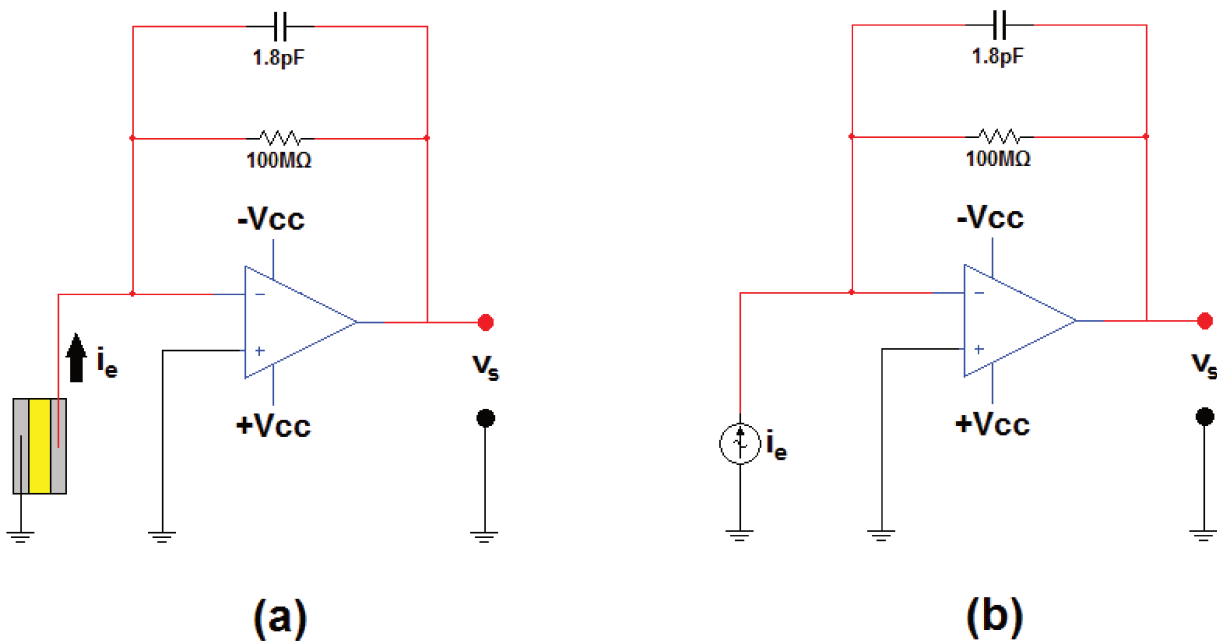 1.8pF
100MΩ
-Vcc
−
+
ie
+Vcc
vs
(a)
1.8pF
100MΩ
-Vcc
−
+
ie
+Vcc
vs
(b)